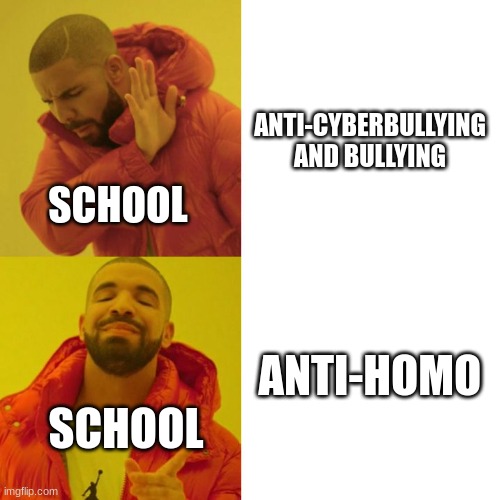 ANTI-CYBERBULLYING
AND BULLYING
SCHOOL
ANTI-HOMO
SCHOOL
imgflip.com